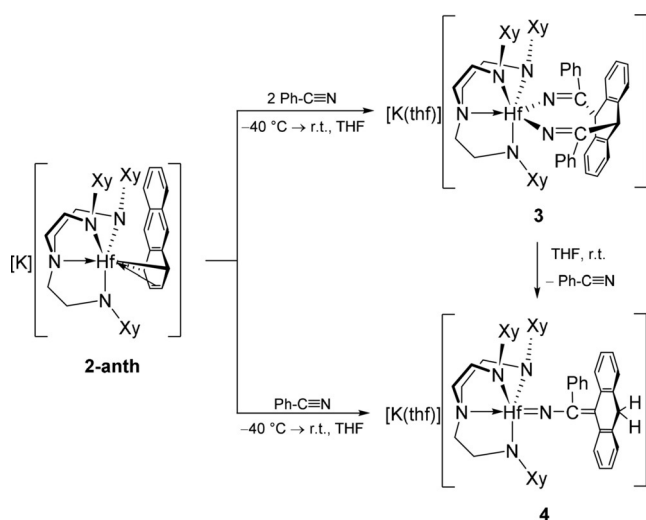 Xy
Xy
N
N
N
Hf
N
Xy
[K]
2-anth
2 Ph-C≡N
–40 °C → r.t., THF
Ph-C≡N
–40 °C → r.t., THF
Xy
Xy
N
N
Ph
N
C
[K(thf)]
N
Hf
N
C
Ph
N
Xy
3
THF, r.t.
– Ph-C≡N
Xy
Xy
N
N
Ph
[K(thf)]
N
Hf=N
C
H
H
N
Xy
4